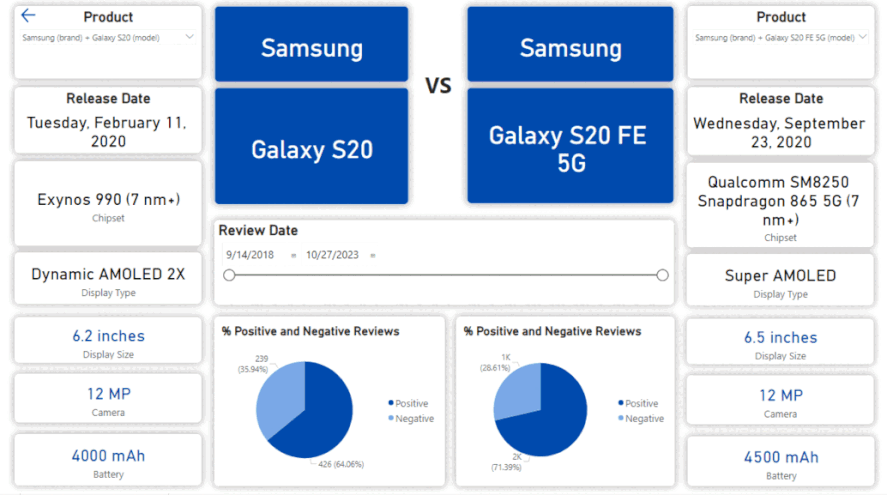 Product
Samsung (brand) + Galaxy S20 (model)
Release Date
Tuesday, February 11,
2020
Exynos 990 (7 nm+)
Chipset
Dynamic AMOLED 2X
Display Type
6.2 inches
Display Size
12 MP
Camera
4000 mAh
Battery
Samsung
Galaxy S20
VS
Samsung
Galaxy S20 FE
5G
Review Date
9/14/2018
10/27/2023
% Positive and Negative Reviews
239
(35.94%)
426 (64.06%)
Positive
Negative
% Positive and Negative Reviews
1K
(28.61%)
2K
(71.39%)
Positive
Negative
Product
Samsung (brand) + Galaxy S20 FE 5G (model)
Release Date
Wednesday, September
23, 2020
Qualcomm SM8250
Snapdragon 865 5G (7
nm+)
Chipset
Super AMOLED
Display Type
6.5 inches
Display Size
12 MP
Camera
4500 mAh
Battery